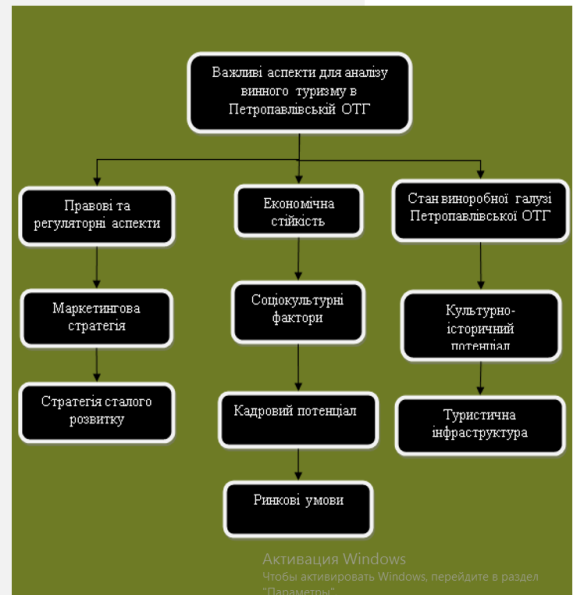 Важливі аспекти для аналізу
винного туризму в
Петропавлівській ОТГ
Правові та
регуляторні аспекти
Економічна
стійкість
Стан виноробної галузі
Петропавлівської ОТГ
Маркетингова
стратегія
Соціокультурні
фактори
Культурно-
історичний
потенціал
Стратегія сталого
розвитку
Кадровий потенціал
Туристична
інфраструктура
Ринкові умови
Активация Windows
Чтобы активировать Windows, перейдите в раздел
"Параметры".